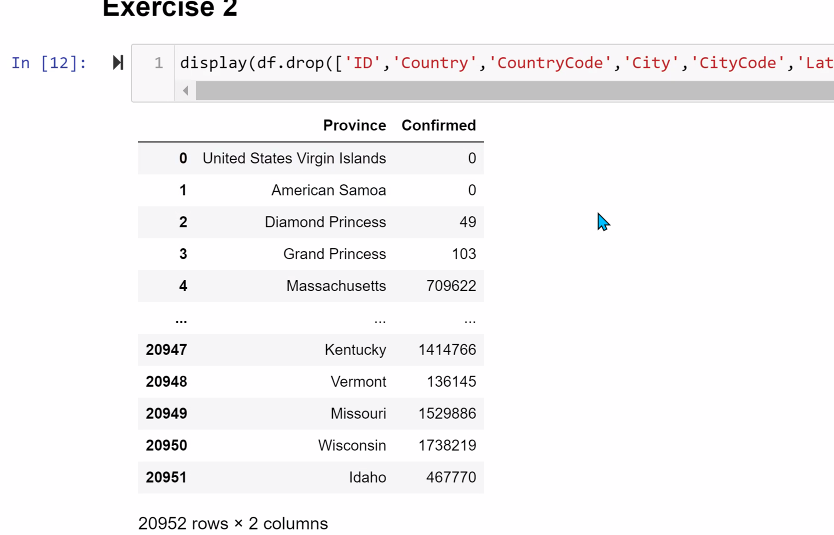 Exercise 2
In [12]:
1 display(df.drop(['ID','Country','CountryCode','City','CityCode','Lat
Province Confirmed
0 United States Virgin Islands 0
1 American Samoa 0
2 Diamond Princess 49
3 Grand Princess 103
4 Massachusetts 709622
... ... ...
20947 Kentucky 1414766
20948 Vermont 136145
20949 Missouri 1529886
20950 Wisconsin 1738219
20951 Idaho 467770
20952 rows × 2 columns